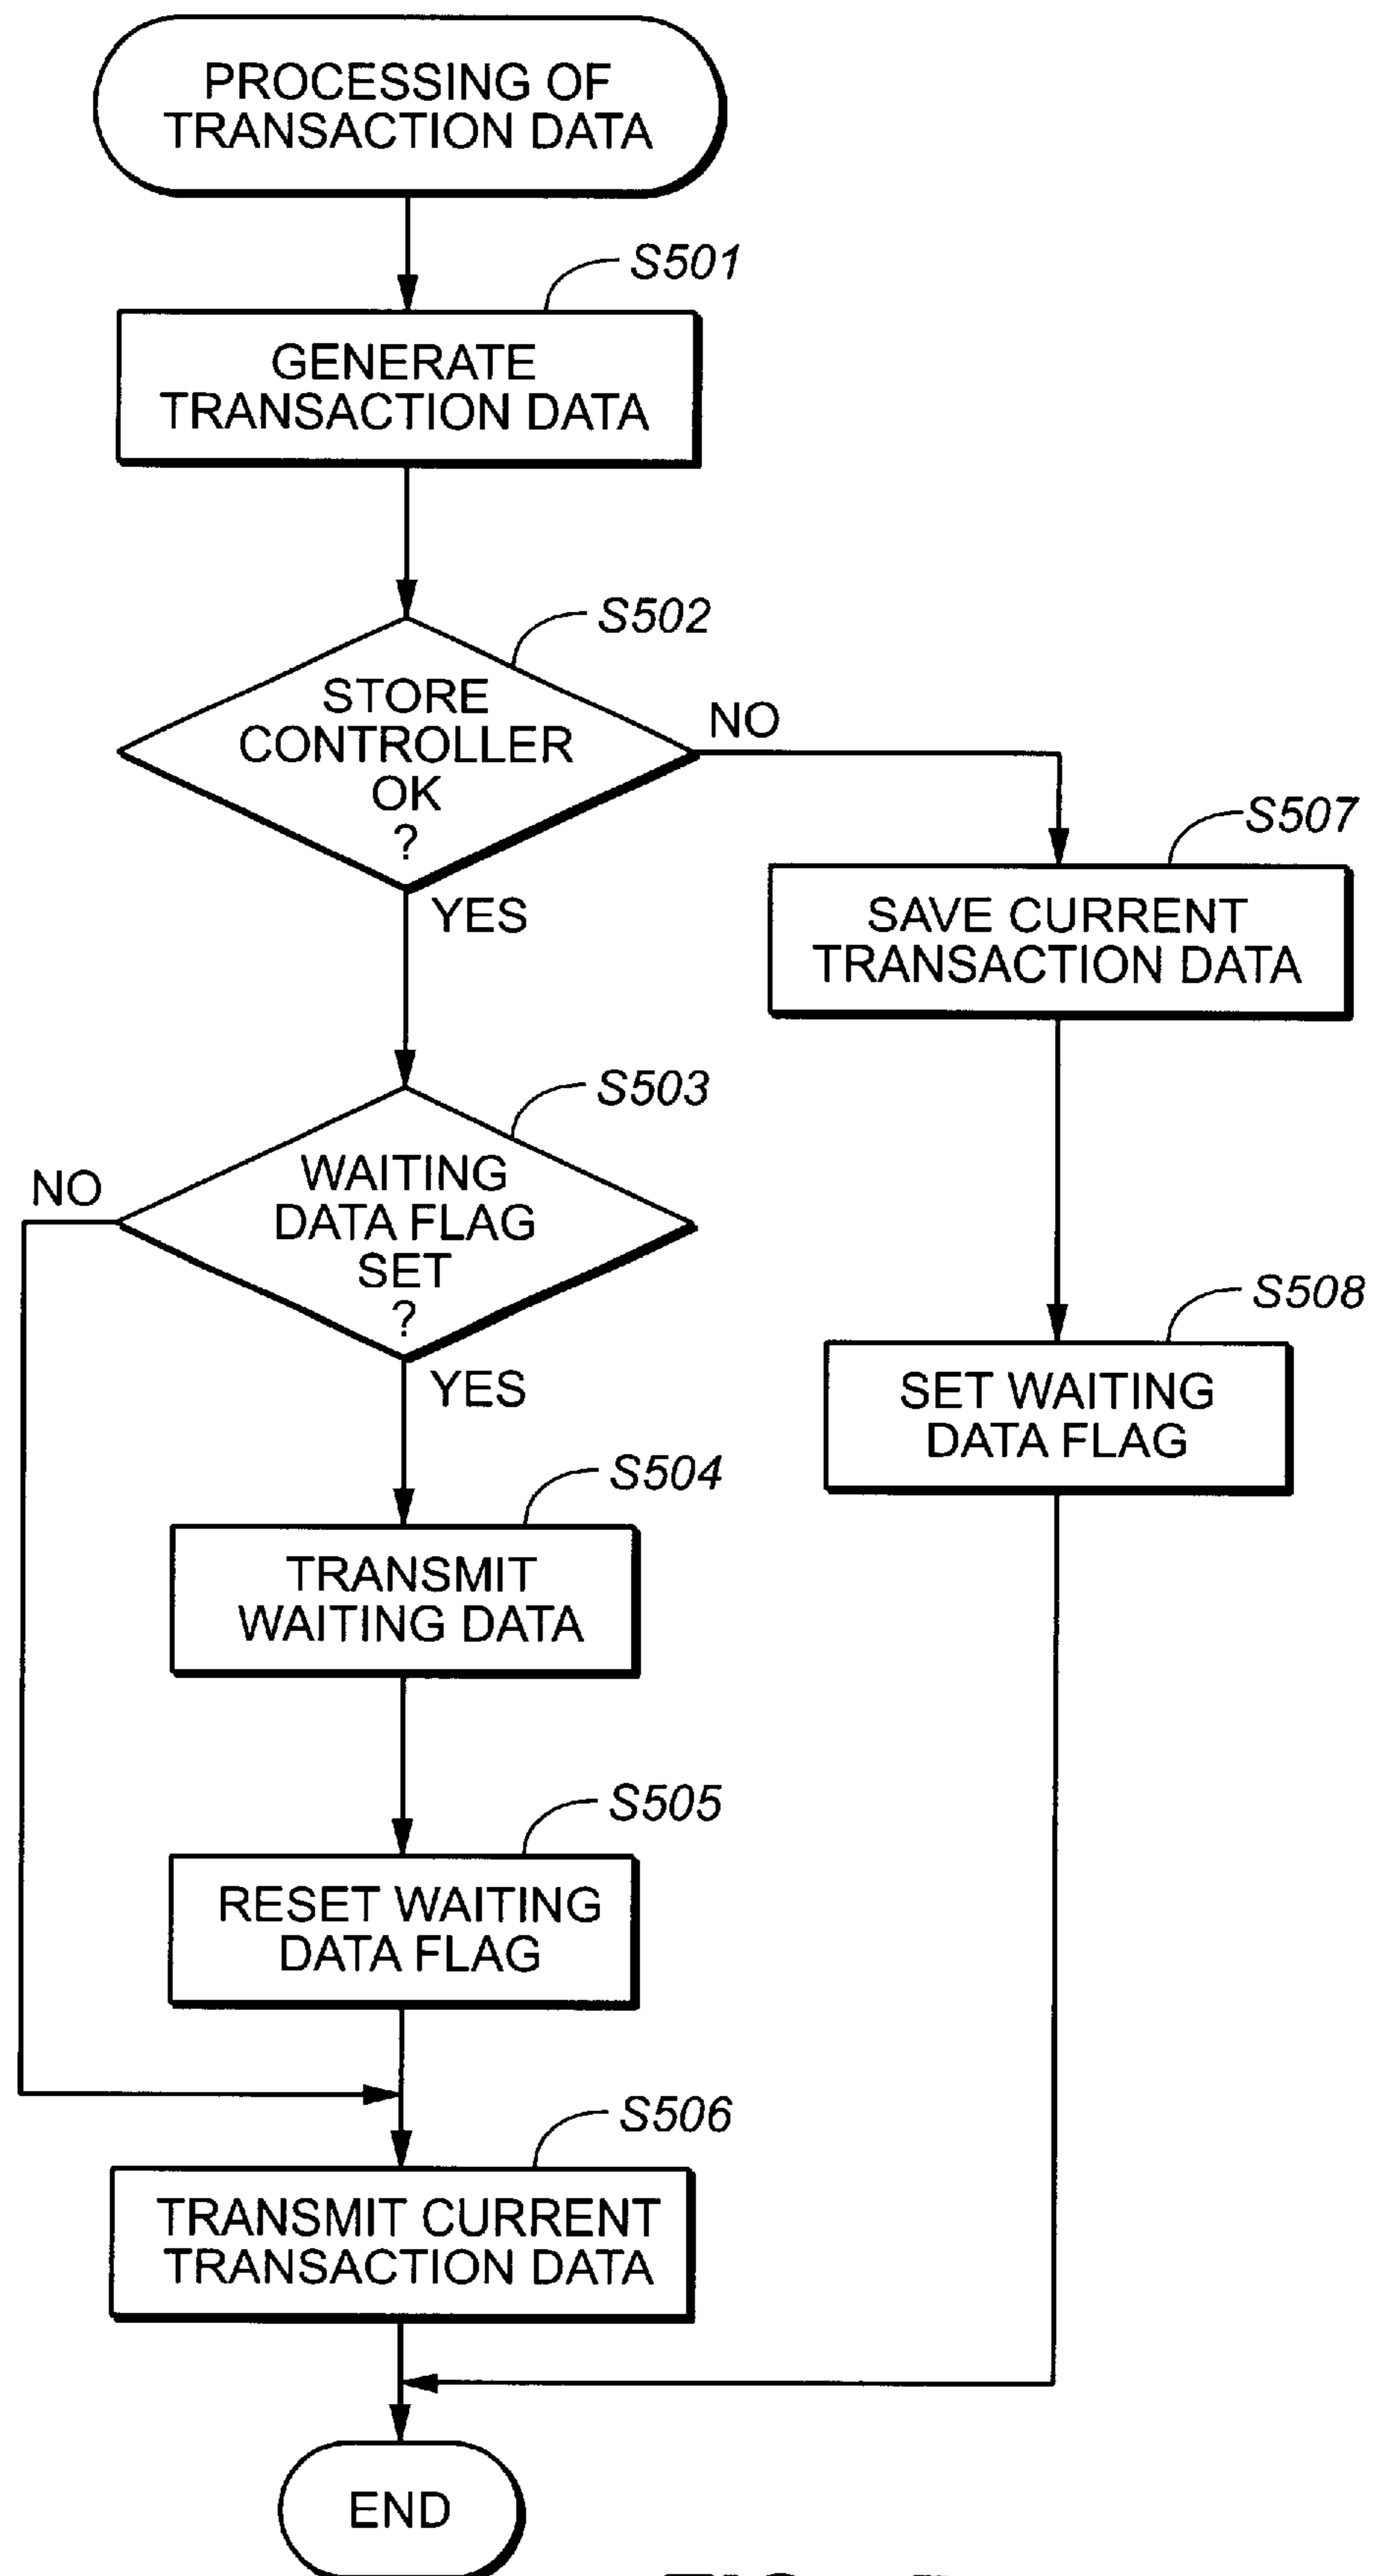 PROCESSING OF
TRANSACTION DATA
S501
GENERATE
TRANSACTION DATA
S502
STORE
CONTROLLER
OK
?
NO
YES
S507
SAVE CURRENT
TRANSACTION DATA
S503
WAITING
DATA FLAG
SET
?
NO
YES
S508
SET WAITING
DATA FLAG
S504
TRANSMIT
WAITING DATA
S505
RESET WAITING
DATA FLAG
S506
TRANSMIT CURRENT
TRANSACTION DATA
END